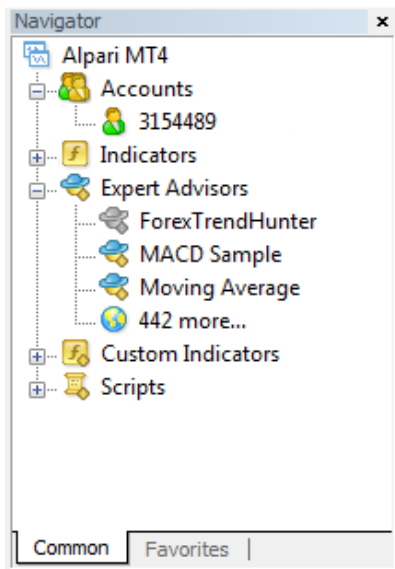 Navigator
Alpari MT4
Accounts
3154489
Indicators
Expert Advisors
ForexTrendHunter
MACD Sample
Moving Average
442 more...
Custom Indicators
Scripts
Common Favorites